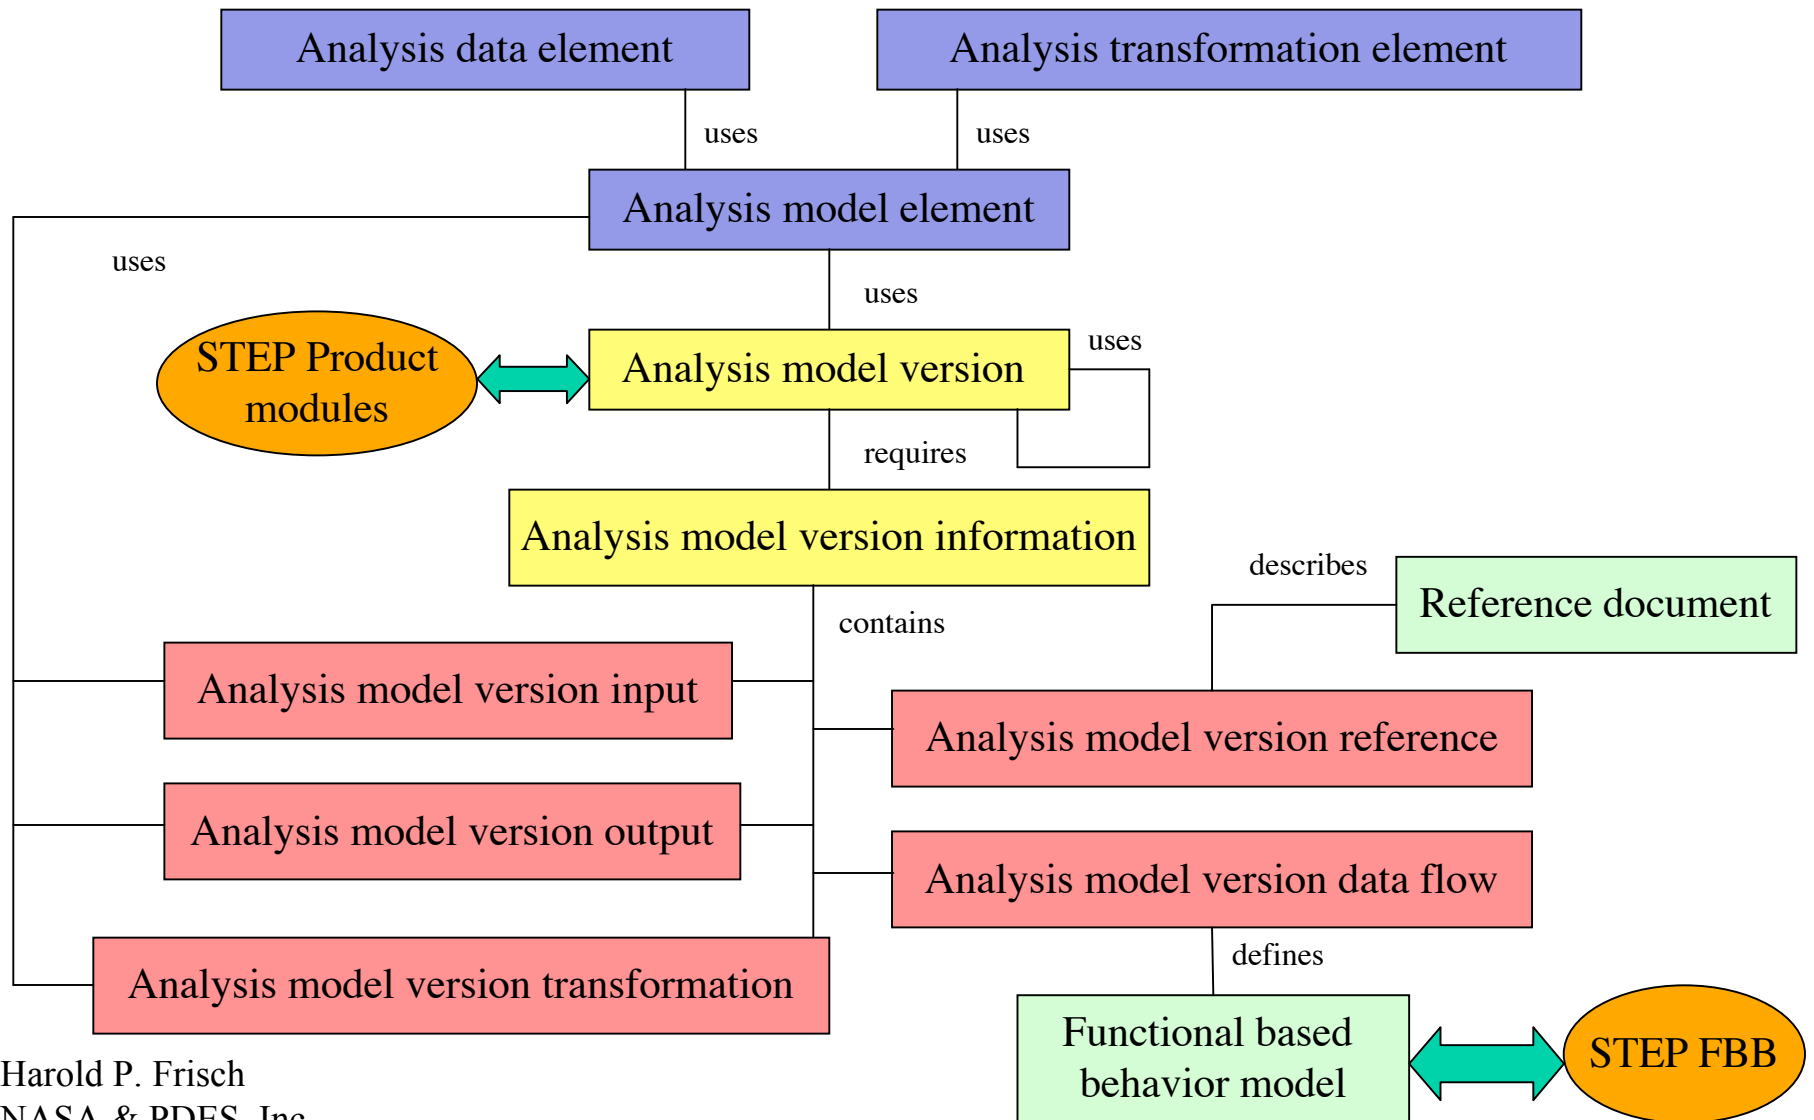 Analysis data element
Analysis transformation element
uses
uses
Analysis model element
uses
uses
STEP Product
modules
Analysis model version
uses
requires
Analysis model version information
describes
Reference document
contains
Analysis model version input
Analysis model version reference
Analysis model version output
Analysis model version data flow
defines
Analysis model version transformation
Functional based
behavior model
STEP FBB
Harold P. Frisch
NASA & PDES, Inc